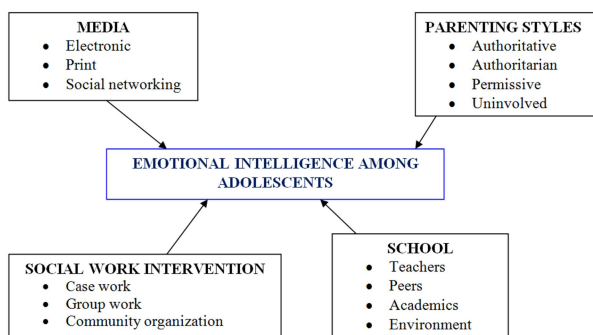 MEDIA
• Electronic
• Print
• Social networking
PARENTING STYLES
• Authoritative
• Authoritarian
• Permissive
• Uninvolved
EMOTIONAL INTELLIGENCE AMONG
ADOLESCENTS
SOCIAL WORK INTERVENTION
• Case work
• Group work
• Community organization
SCHOOL
• Teachers
• Peers
• Academics
• Environment